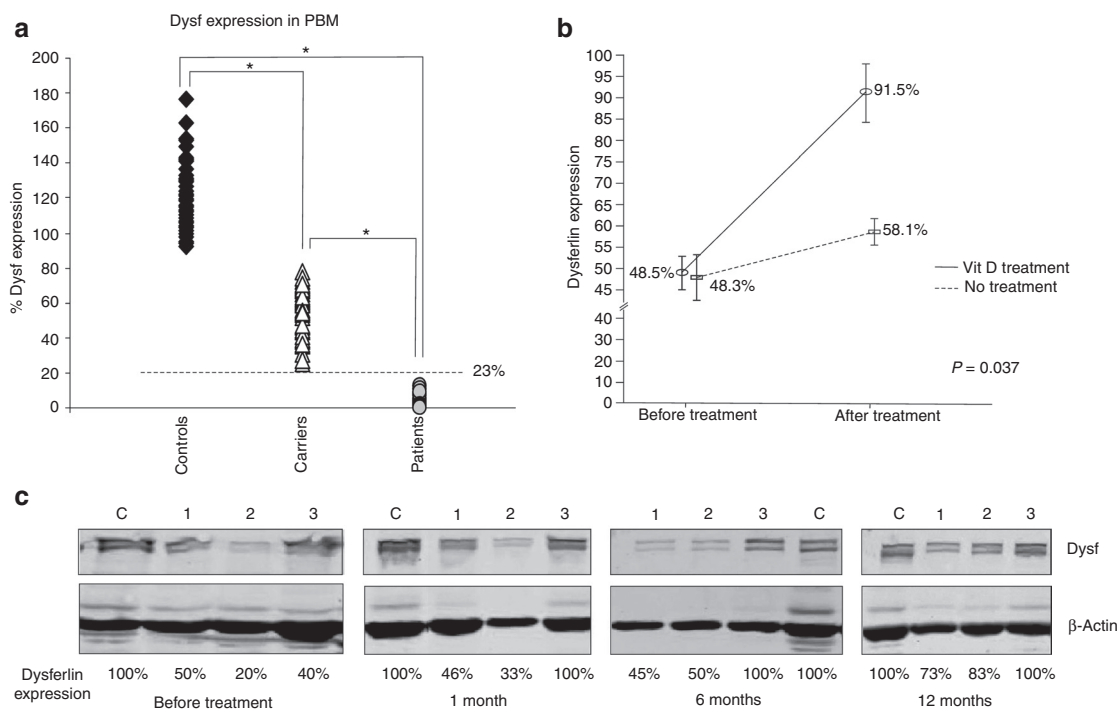 a
Dysf expression in PBM
% Dysf expression
200
180
160
140
120
100
80
60
40
20
0
*
*
*
23%
Controls
Carriers
Patients
b
Dysferlin expression
100
95
90
85
80
75
70
65
60
55
50
45
40
30
20
10
0
91.5%
58.1%
48.5%
48.3%
Vit D treatment
No treatment
P = 0.037
Before treatment
After treatment
c
C 1 2 3
C 1 2 3
1 2 3 C
C 1 2 3
Dysf
β-Actin
Dysferlin
expression
100% 50% 20% 40%
100% 46% 33% 100%
45% 50% 100% 100%
100% 73% 83% 100%
Before treatment
1 month
6 months
12 months